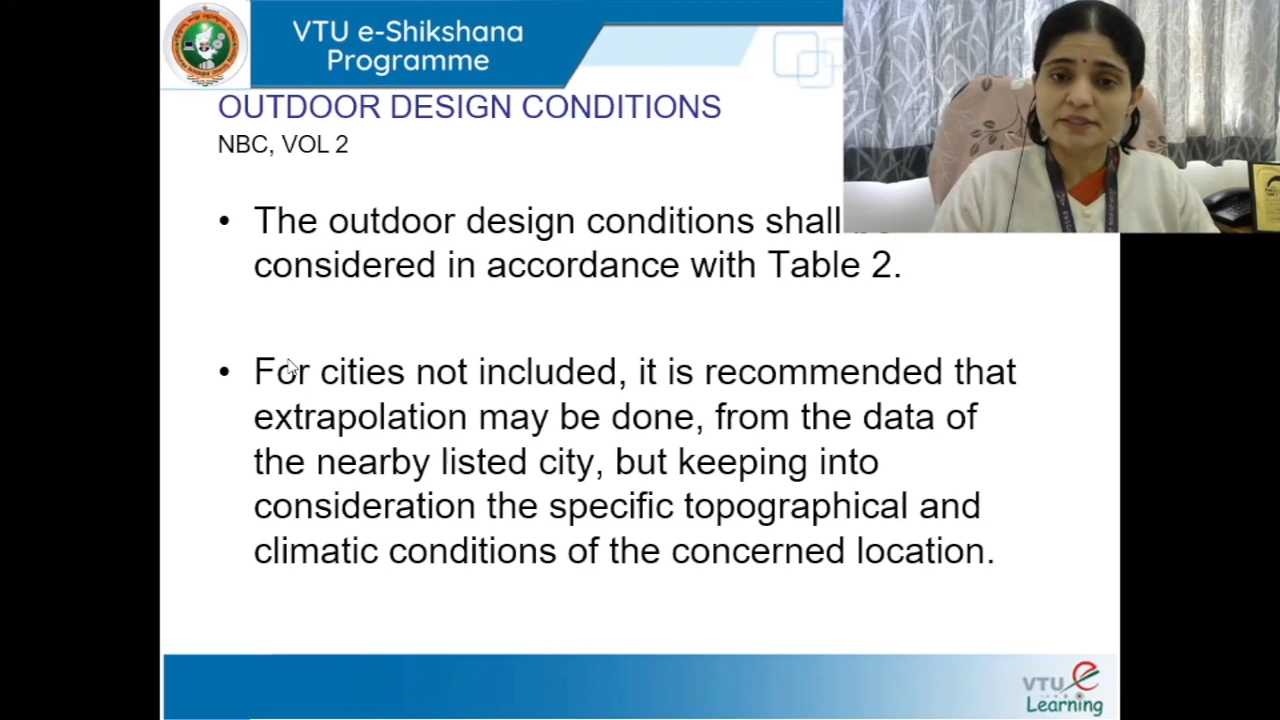 VTU e-Shikshana
Programme
OUTDOOR DESIGN CONDITIONS
NBC, VOL 2
• The outdoor design conditions shall
considered in accordance with Table 2.
• For cities not included, it is recommended that
extrapolation may be done, from the data of
the nearby listed city, but keeping into
consideration the specific topographical and
climatic conditions of the concerned location.
VTU e
Learning